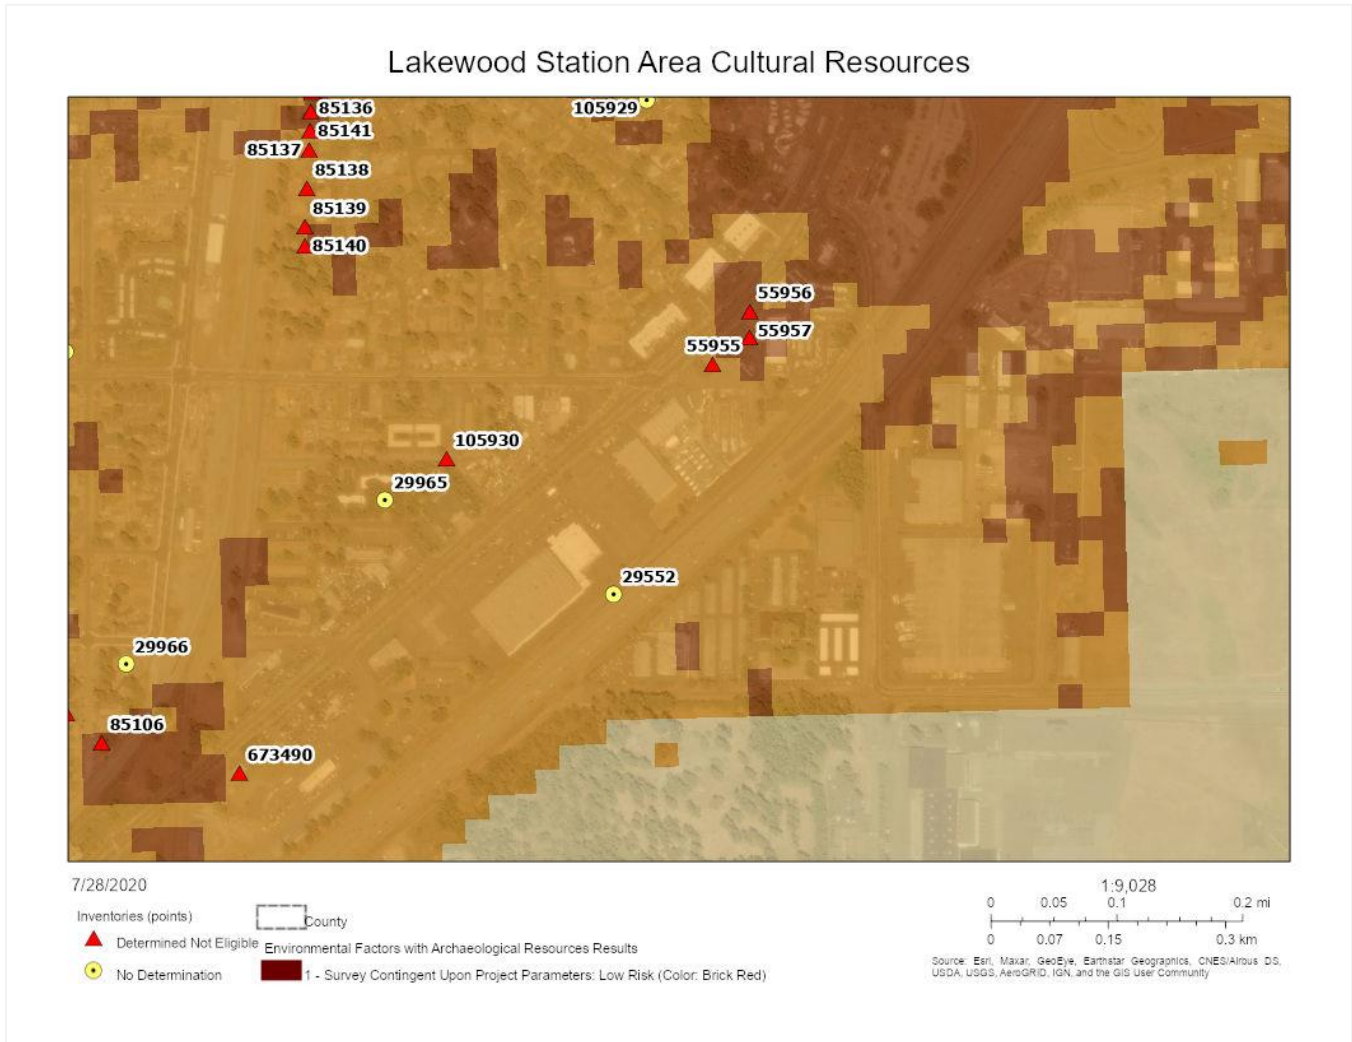 Lakewood Station Area Cultural Resources
85136
105929
85141
85137
85138
85139
85140
55956
55957
55955
105930
29965
29552
29966
85106
673490
7/28/2020
1:9,028
0 0.05 0.1 0.2 mi
0 0.07 0.15 0.3 km
Inventories (points)
County
Determined Not Eligible
Environmental Factors with Archaeological Resources Results
No Determination
1 - Survey Contingent Upon Project Parameters: Low Risk (Color: Brick Red)
Source: Esri, Maxar, GeoEye, Earthstar Geographics, CNES/Airbus DS,
USDA, USGS, AeroGRID, IGN, and the GIS User Community